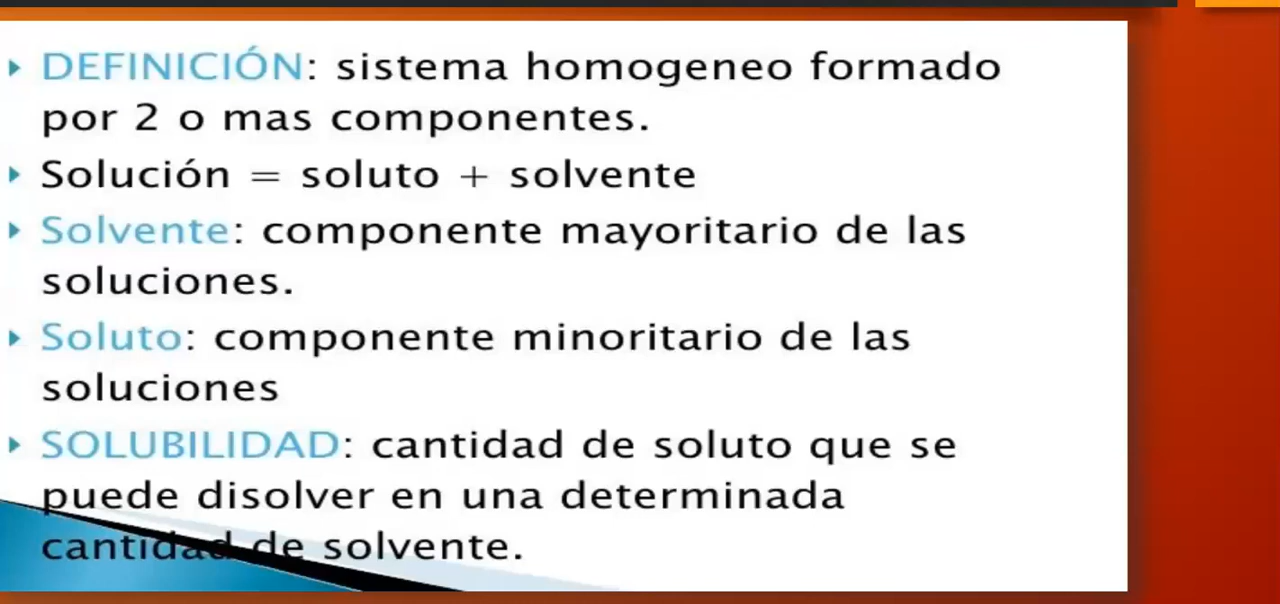 DEFINICIÓN: sistema homogeneo formado
por 2 o mas componentes.
Solución = soluto + solvente
Solvente: componente mayoritario de las
soluciones.
Soluto: componente minoritario de las
soluciones
SOLUBILIDAD: cantidad de soluto que se
puede disolver en una determinada
cantidad de solvente.